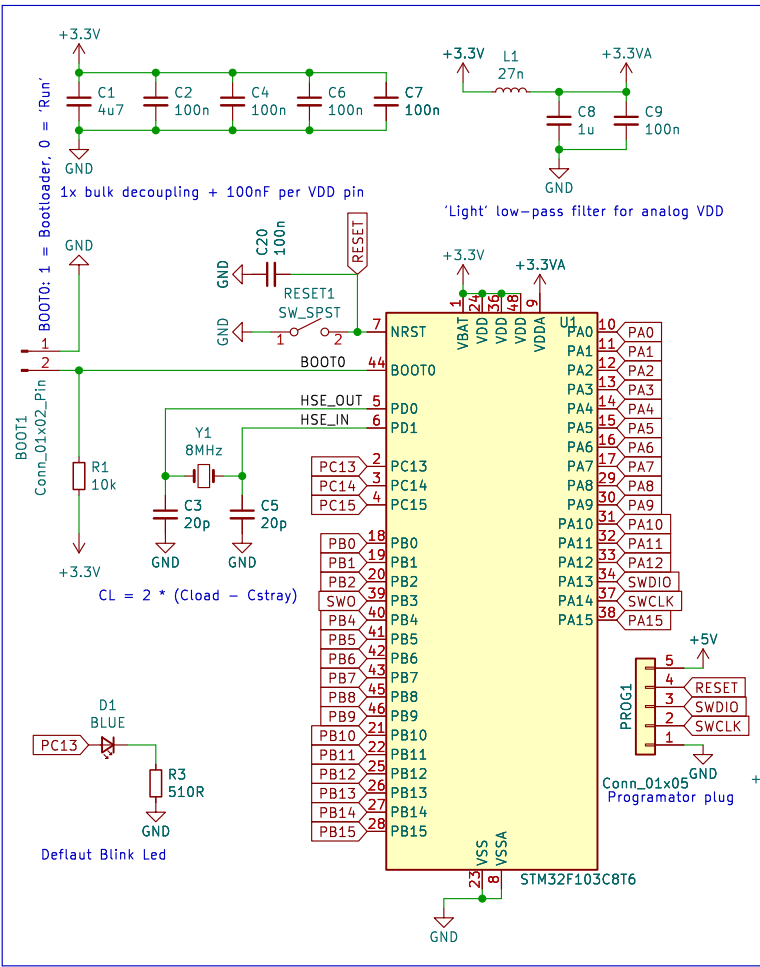 +3.3V
C1
4u7
C2
100n
C4
100n
C6
100n
C7
100n
GND
1x bulk decoupling + 100nF per VDD pin
+3.3V
L1
27n
+3.3VA
C8
1u
C9
100n
GND
'Light' low-pass filter for analog VDD
BOOT0: 1 = Bootloader, 0 = 'Run'
GND
1
2
BOOT1
Conn_01x02_Pin
R1
10k
+3.3V
C20
100n
GND
RESET
RESET1
SW_SPST
GND
1
2
BOOT0
HSE_OUT
HSE_IN
Y1
8MHz
C3
20p
C5
20p
GND
GND
CL = 2 * (Cload - Cstray)
+3.3V
+3.3VA
1
24
36
48
9
VBAT
VDD
VDD
VDD
VDDA
U1
7 NRST
44 BOOT0
5 PD0
6 PD1
PC13 2 PC13
PC14 3 PC14
PC15 4 PC15
PB0 18 PB0
PB1 19 PB1
PB2 20 PB2
SWO 39 PB3
PB4 40 PB4
PB5 41 PB5
PB6 42 PB6
PB7 43 PB7
PB8 45 PB8
PB9 46 PB9
PB10 21 PB10
PB11 22 PB11
PB12 25 PB12
PB13 26 PB13
PB14 27 PB14
PB15 28 PB15
PA0 10 PA0
PA1 11 PA1
PA2 12 PA2
PA3 13 PA3
PA4 14 PA4
PA5 15 PA5
PA6 16 PA6
PA7 17 PA7
PA8 29 PA8
PA9 30 PA9
PA10 31 PA10
PA11 32 PA11
PA12 33 PA12
PA13 34 SWDIO
PA14 37 SWCLK
PA15 38 PA15
VSS
VSSA
23
8
STM32F103C8T6
GND
+5V
PROG1
5
4 RESET
3 SWDIO
2 SWCLK
1
GND
Conn_01x05
Programator plug
+
D1
BLUE
PC13
R3
510R
GND
Deflaut Blink Led